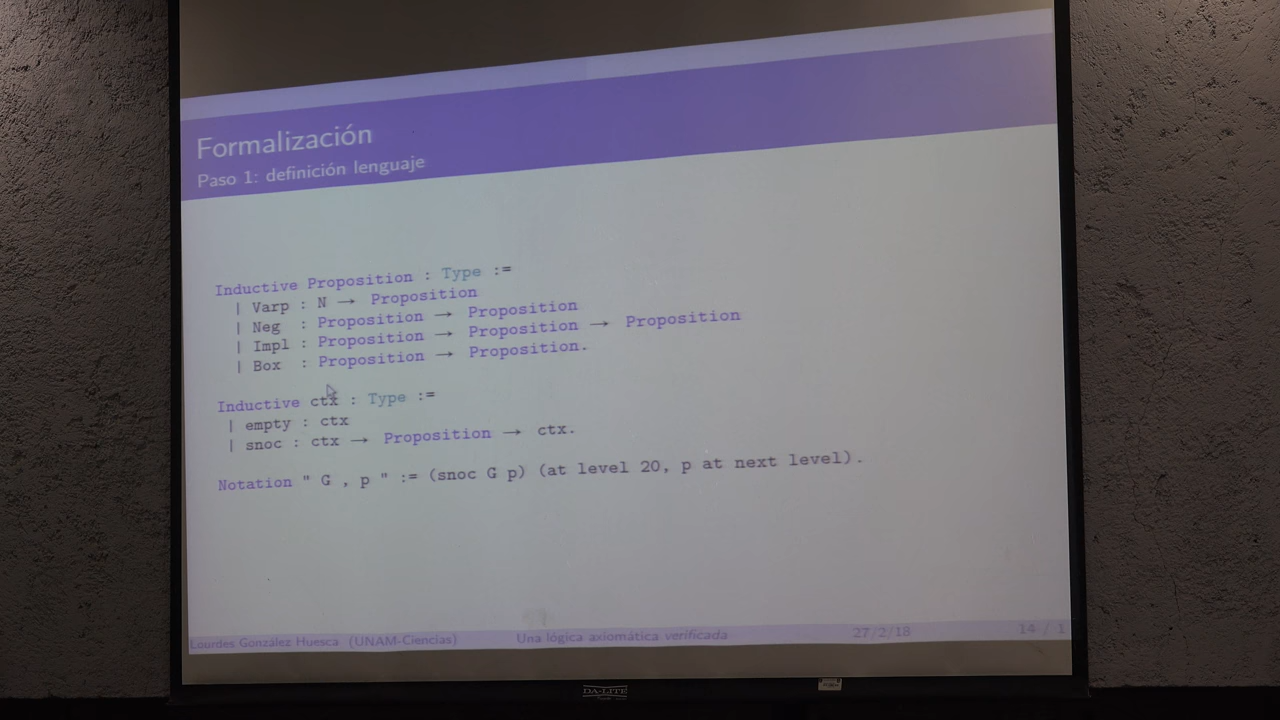 Formalización
Paso 1: definición lenguaje
Inductive Proposition : Type :=
| Varp : N → Proposition
| Neg : Proposition → Proposition
| Impl : Proposition → Proposition → Proposition
| Box : Proposition → Proposition.
Inductive ctx : Type :=
| empty : ctx
| snoc : ctx → Proposition → ctx.
Notation " G , p " := (snoc G p) (at level 20, p at next level).
Lourdes González Huesca (UNAM-Ciencias) Una lógica axiomática verificada 27/2/18 14 / 1
DA-LITE